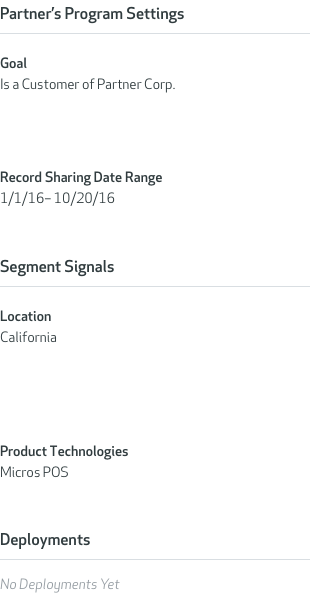 Partner's Program Settings
Goal
Is a Customer of Partner Corp.
Record Sharing Date Range
1/1/16– 10/20/16
Segment Signals
Location
California
Product Technologies
Micros POS
Deployments
No Deployments Yet